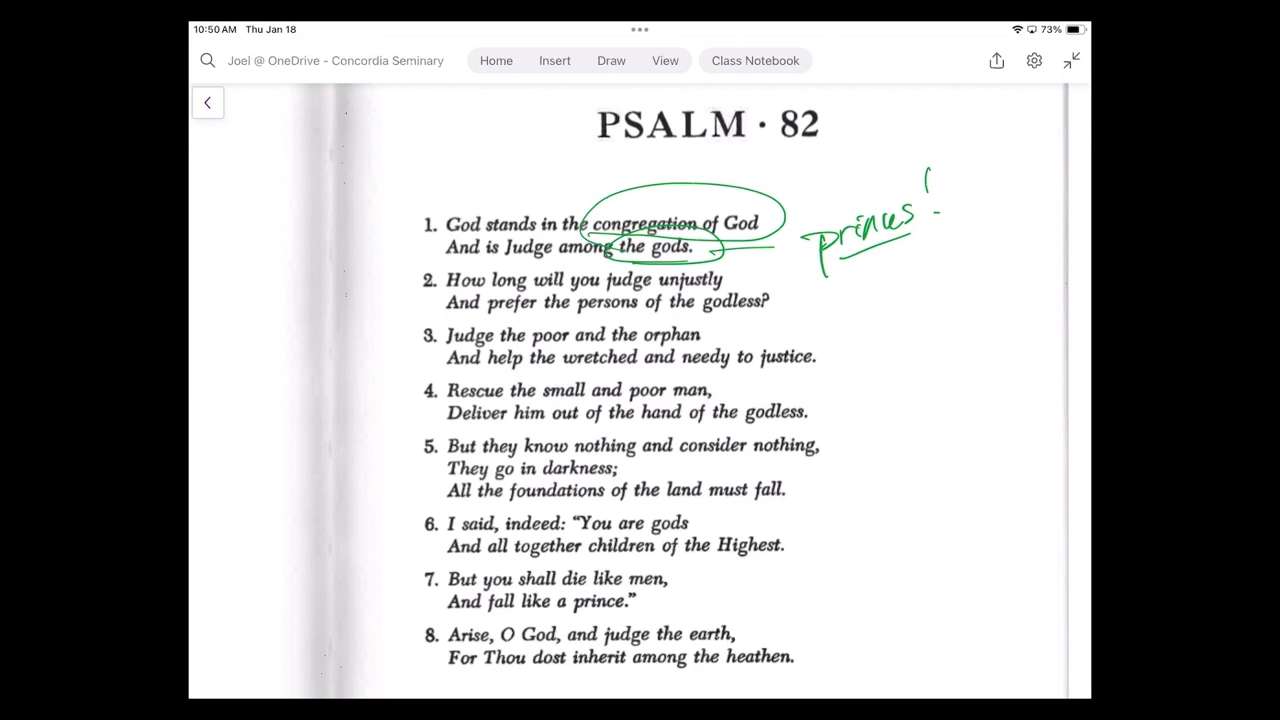 10:50 AM Thu Jan 18
73%
Joel @ OneDrive - Concordia Seminary
Home Insert Draw View Class Notebook
PSALM · 82
1. God stands in the congregation of God
And is Judge among the gods.
princes!
2. How long will you judge unjustly
And prefer the persons of the godless?
3. Judge the poor and the orphan
And help the wretched and needy to justice.
4. Rescue the small and poor man,
Deliver him out of the hand of the godless.
5. But they know nothing and consider nothing,
They go in darkness;
All the foundations of the land must fall.
6. I said, indeed: "You are gods
And all together children of the Highest.
7. But you shall die like men,
And fall like a prince."
8. Arise, O God, and judge the earth,
For Thou dost inherit among the heathen.